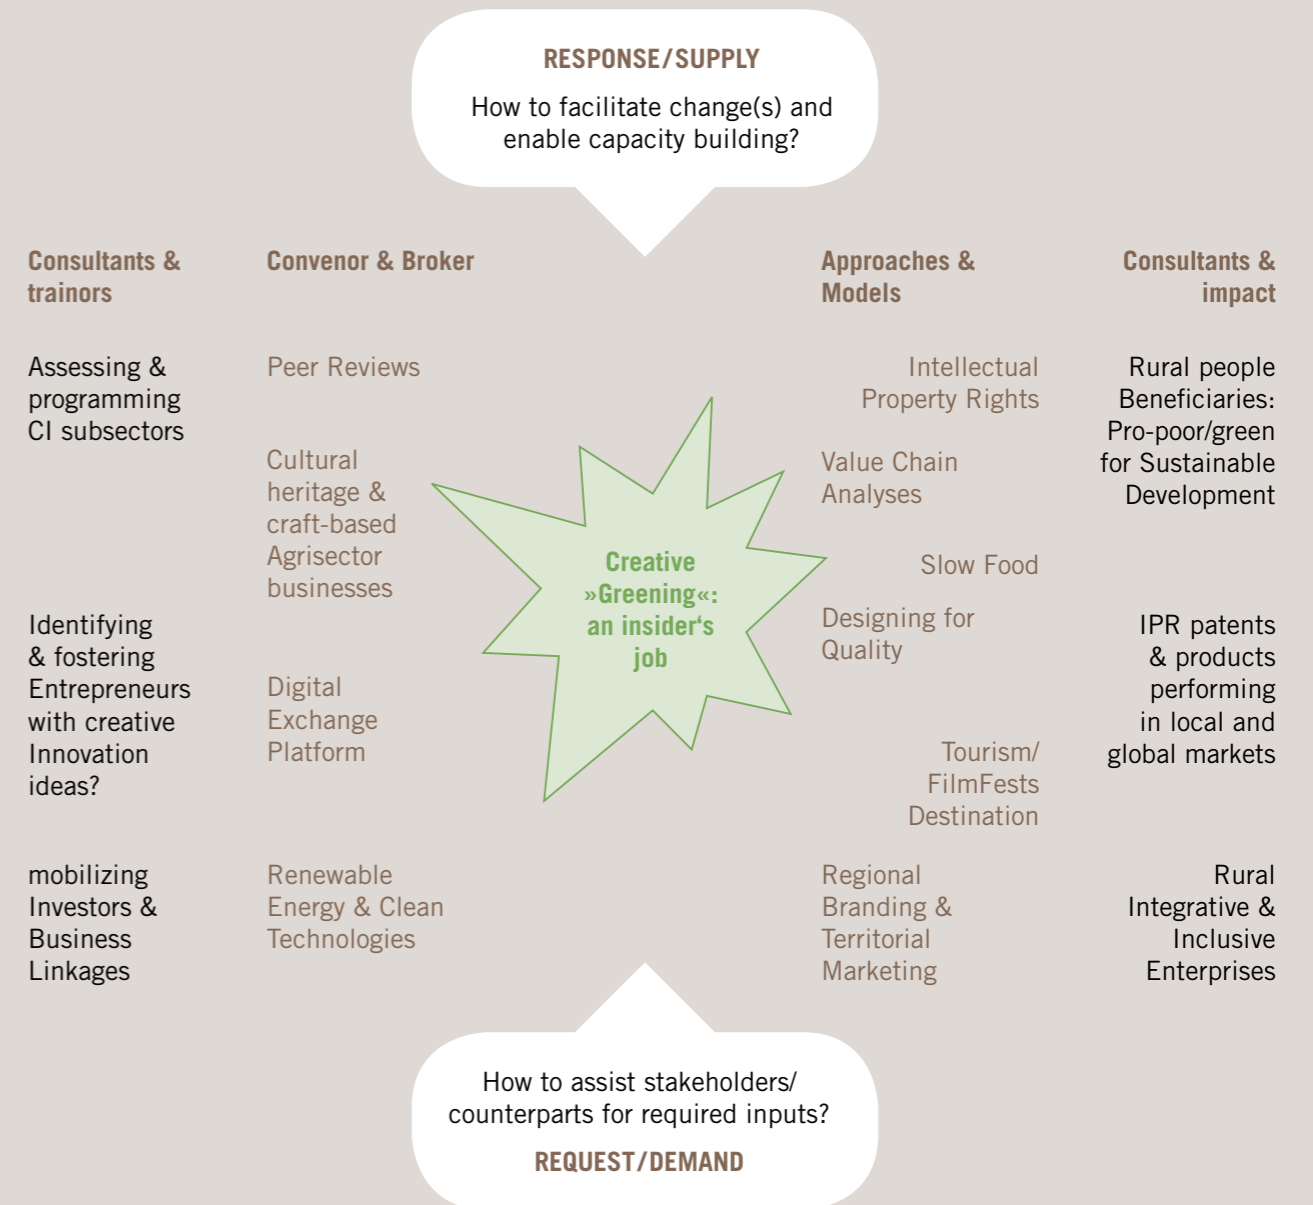 RESPONSE/SUPPLY
How to facilitate change(s) and
enable capacity building?
Consultants &
trainors
Assessing &
programming
CI subsectors
Identifying
& fostering
Entrepreneurs
with creative
Innovation
ideas?
mobilizing
Investors &
Business
Linkages
Convenor & Broker
Peer Reviews
Cultural
heritage &
craft-based
Agrisector
businesses
Digital
Exchange
Platform
Renewable
Energy & Clean
Technologies
Creative
»Greening«:
an insider‘s
job
Approaches &
Models
Intellectual
Property Rights
Value Chain
Analyses
Slow Food
Designing for
Quality
Tourism/
FilmFests
Destination
Regional
Branding &
Territorial
Marketing
Consultants &
impact
Rural people
Beneficiaries:
Pro-poor/green
for Sustainable
Development
IPR patents
& products
performing
in local and
global markets
Rural
Integrative &
Inclusive
Enterprises
How to assist stakeholders/
counterparts for required inputs?
REQUEST/DEMAND